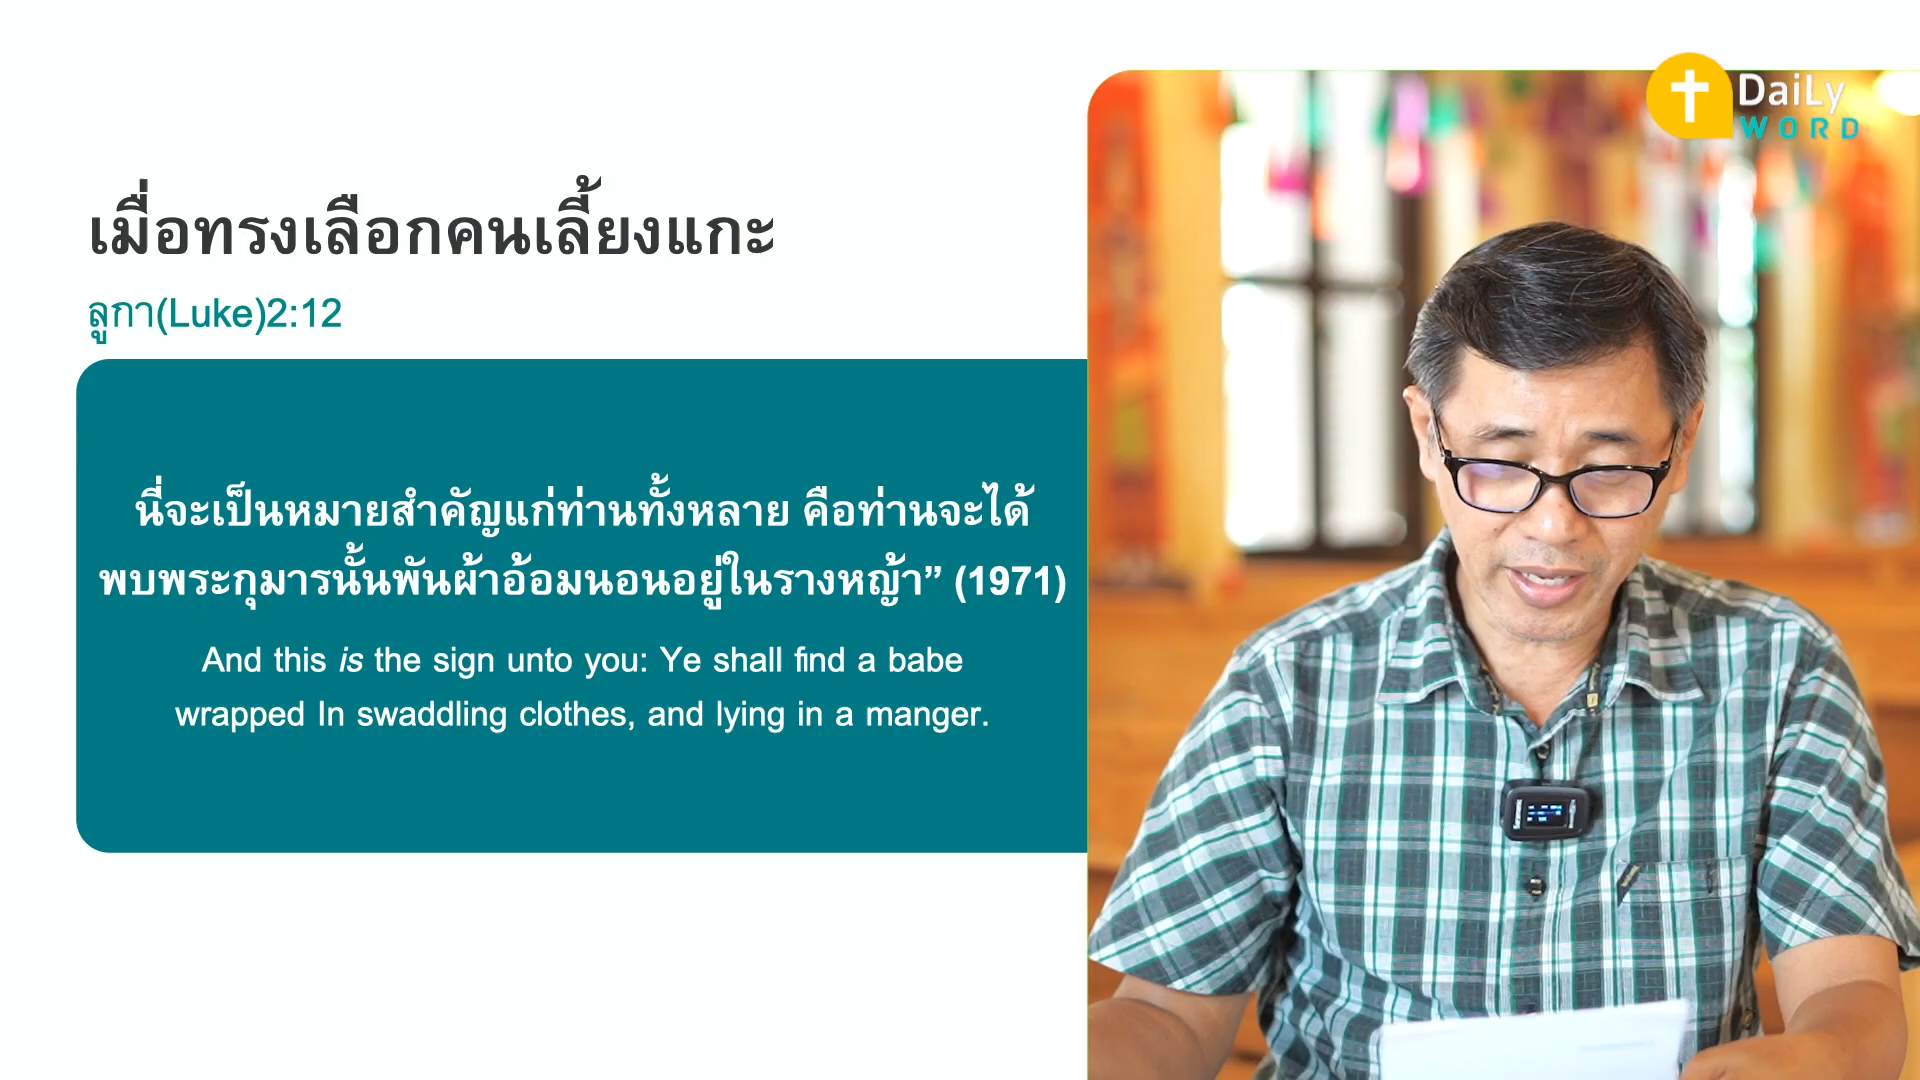 DaiLy
WORD
เมื่อทรงเลือกคนเลี้ยงแกะ
ลูกา(Luke)2:12
นี่จะเป็นหมายสำคัญแก่ท่านทั้งหลาย คือท่านจะได้
พบพระกุมารนั้นพันผ้าอ้อมนอนอยู่ในรางหญ้า” (1971)
And this is the sign unto you: Ye shall find a babe
wrapped In swaddling clothes, and lying in a manger.